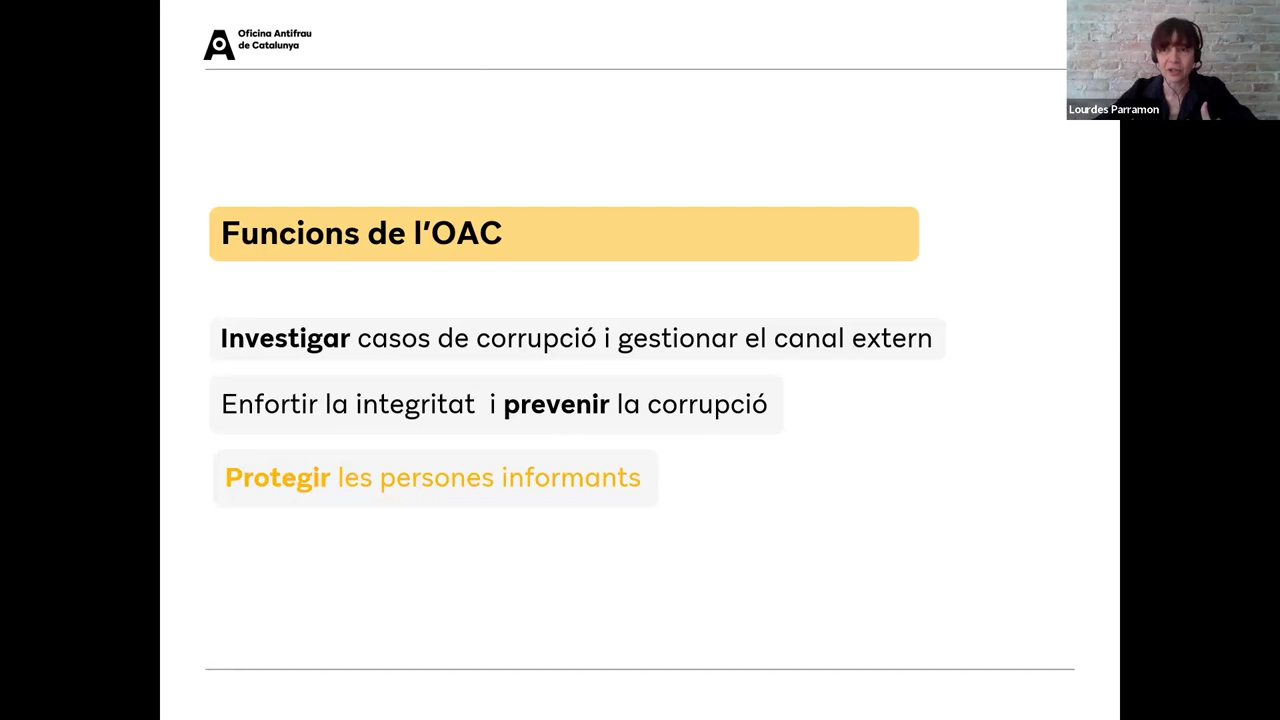 Oficina Antifrau
de Catalunya
Lourdes Parramon
Funcions de l'OAC
Investigar casos de corrupció i gestionar el canal extern
Enfortir la integritat i prevenir la corrupció
Protegir les persones informants